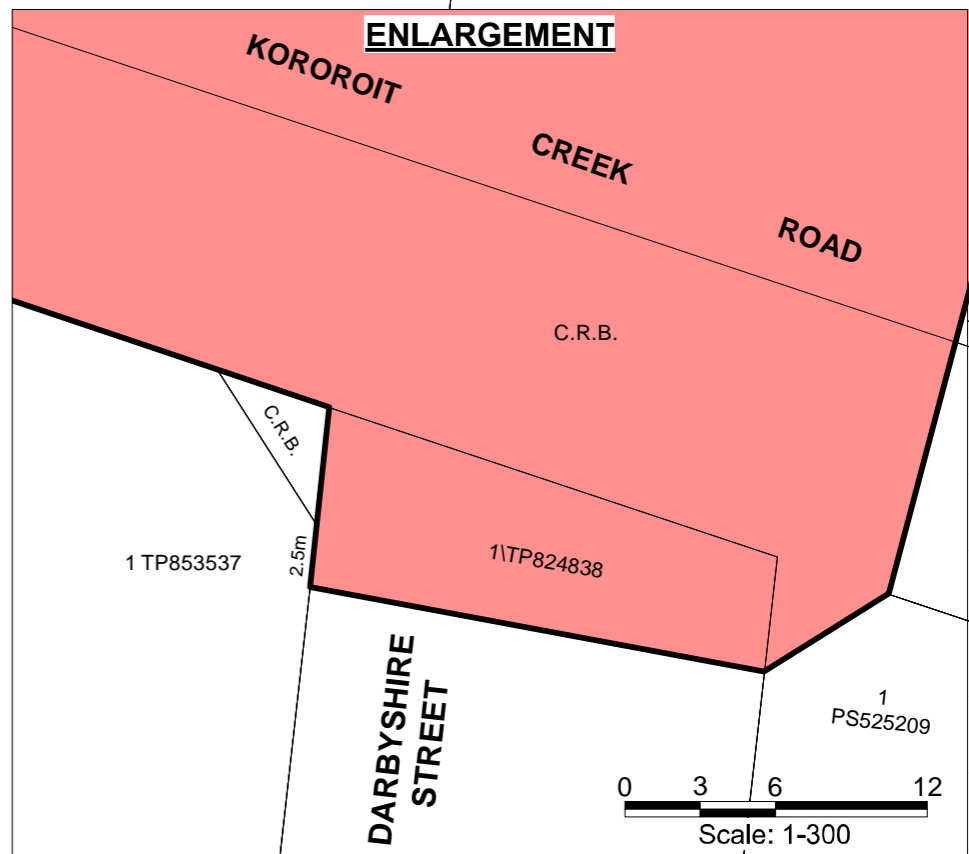 ENLARGEMENT
KOROROIT CREEK ROAD
C.R.B.
C.R.B.
2.5m
1 TP853537
1\TP824838
DARBYSHIRE
STREET
1
PS525209
0 3 6 12
Scale: 1-300